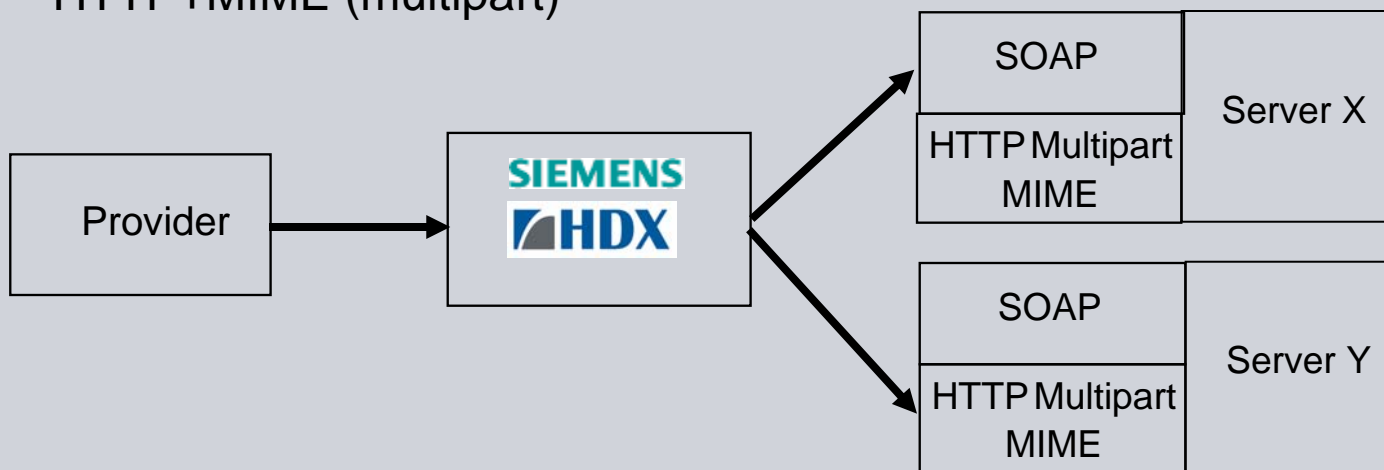 HTTP +MIME (multipart)
SOAP
Server X
HTTP Multipart
MIME
Provider
SIEMENS
HDX
SOAP
Server Y
HTTP Multipart
MIME